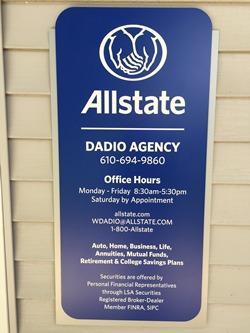 Allstate
DADIO AGENCY
610-694-9860
Office Hours
Monday - Friday 8:30am-5:30pm
Saturday by Appointment
allstate.com
WDADIO@ALLSTATE.COM
1-800-Allstate
Auto, Home, Business, Life,
Annuities, Mutual Funds,
Retirement & College Savings Plans
Securities are offered by
Personal Financial Representatives
through LSA Securities
Registered Broker-Dealer
Member FINRA, SIPC